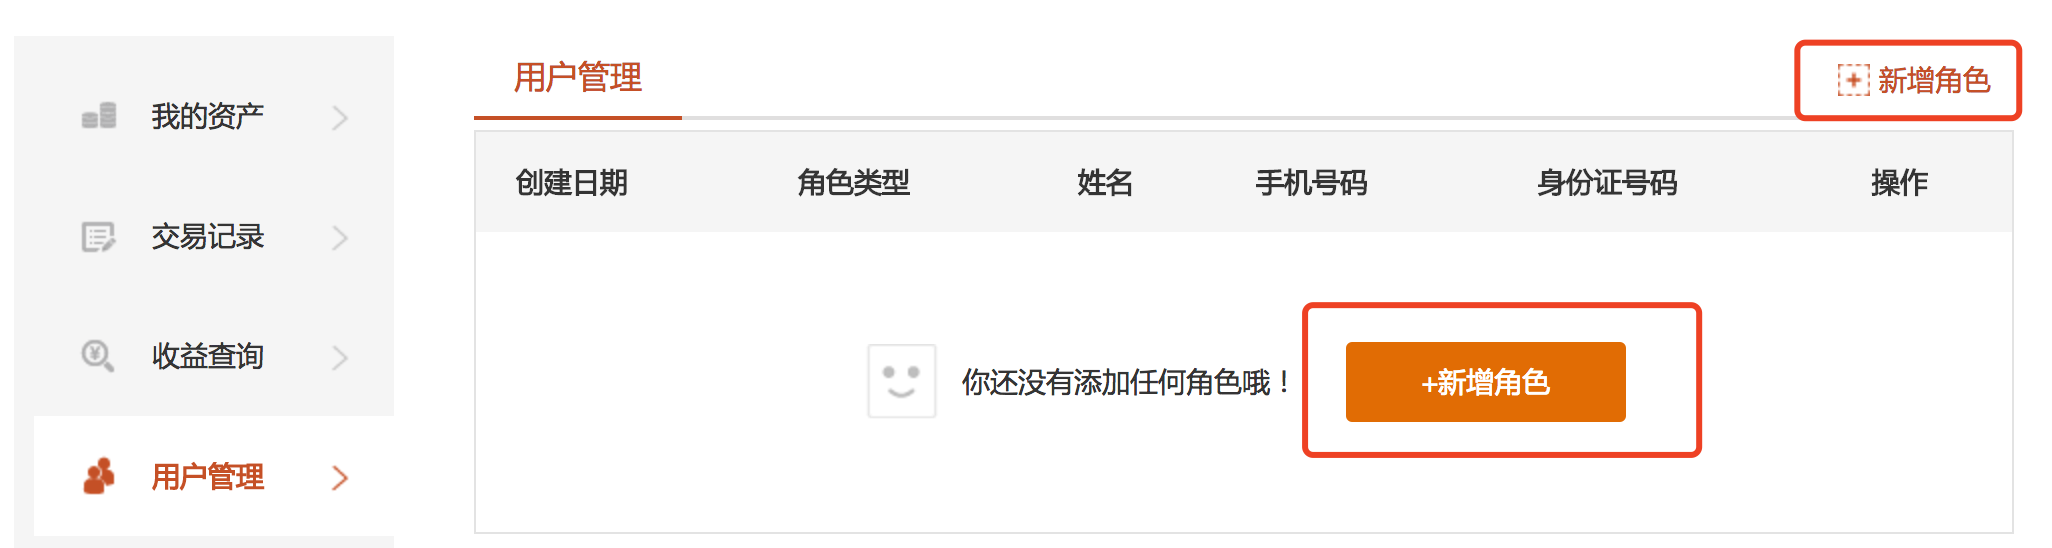 我的资产
交易记录
收益查询
用户管理
用户管理
新增角色
创建日期 角色类型 姓名 手机号码 身份证号码 操作
你还没有添加任何角色哦！
+新增角色